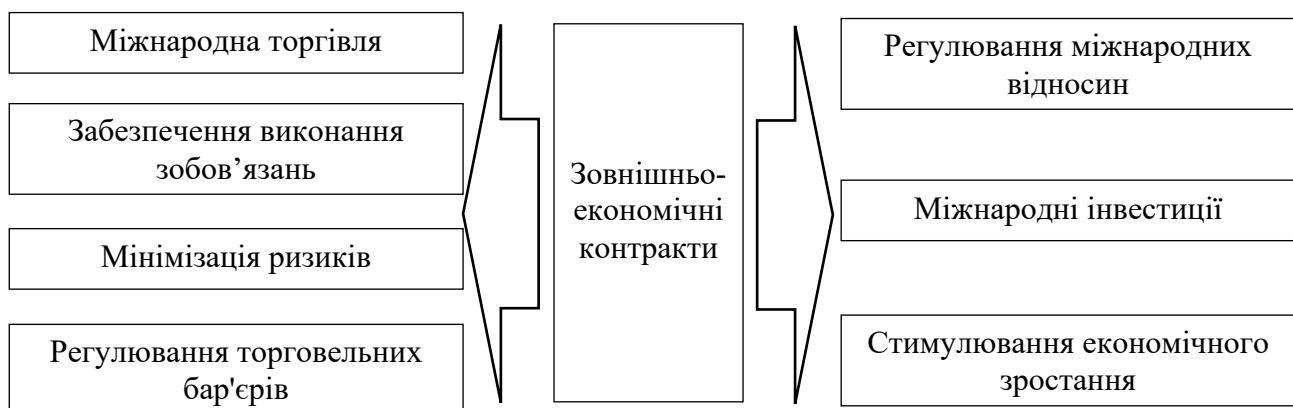 Міжнародна торгівля
Забезпечення виконання
зобов’язань
Мінімізація ризиків
Регулювання торговельних
бар'єрів
Зовнішньо-
економічні
контракти
Регулювання міжнародних
відносин
Міжнародні інвестиції
Стимулювання економічного
зростання